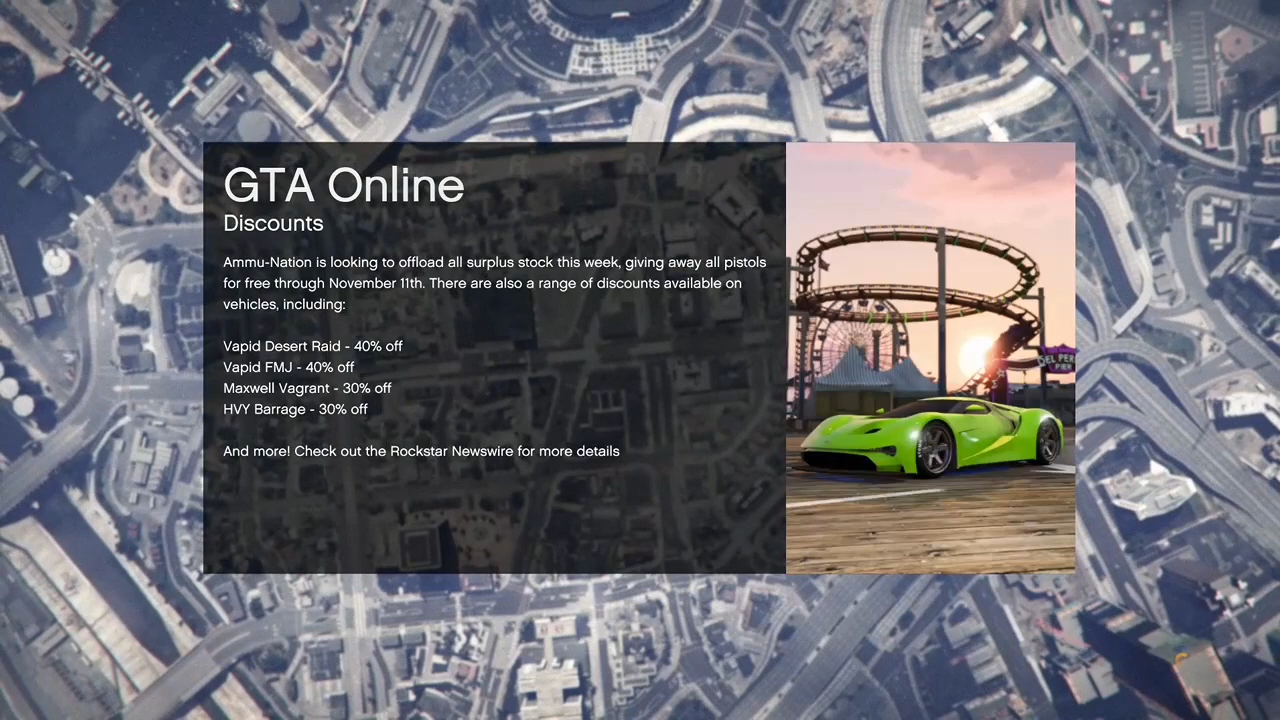 GTA Online
Discounts
Ammu-Nation is looking to offload all surplus stock this week, giving away all pistols
for free through November 11th. There are also a range of discounts available on
vehicles, including:
Vapid Desert Raid - 40% off
Vapid FMJ - 40% off
Maxwell Vagrant - 30% off
HVY Barrage - 30% off
And more! Check out the Rockstar Newswire for more details
DEL PER
PIER